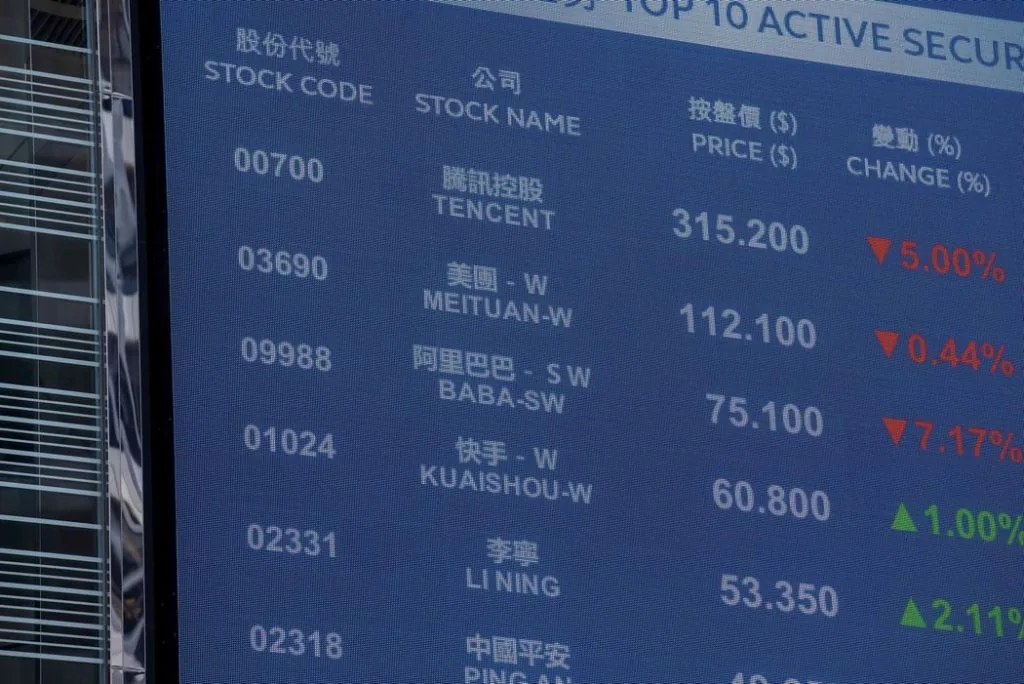 TOP 10 ACTIVE SECUR
股份代號
STOCK CODE
公司
STOCK NAME
按盤價 ($)
PRICE ($)
變動 (%)
CHANGE (%)
00700
騰訊控股
TENCENT
315.200
▼5.00%
03690
美團 - W
MEITUAN-W
112.100
▼0.44%
09988
阿里巴巴 - SW
BABA-SW
75.100
▼7.17%
01024
快手 - W
KUAISHOU-W
60.800
▲1.00%
02331
李寧
LI NING
53.350
▲2.11%
02318
中國平安
PING AN